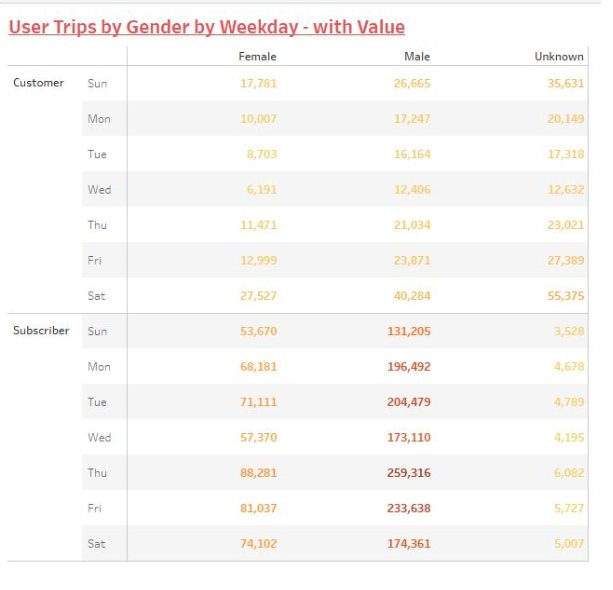 User Trips by Gender by Weekday - with Value
Female Male Unknown
Customer Sun 17,781 26,665 35,631
Mon 10,007 17,247 20,149
Tue 8,703 16,164 17,318
Wed 6,191 12,406 12,632
Thu 11,471 21,034 23,021
Fri 12,999 23,871 27,389
Sat 27,527 40,284 55,375
Subscriber Sun 53,670 131,205 3,528
Mon 68,181 196,492 4,678
Tue 71,111 204,479 4,789
Wed 57,370 173,110 4,195
Thu 88,281 259,316 6,082
Fri 81,037 233,638 5,727
Sat 74,102 174,361 5,007